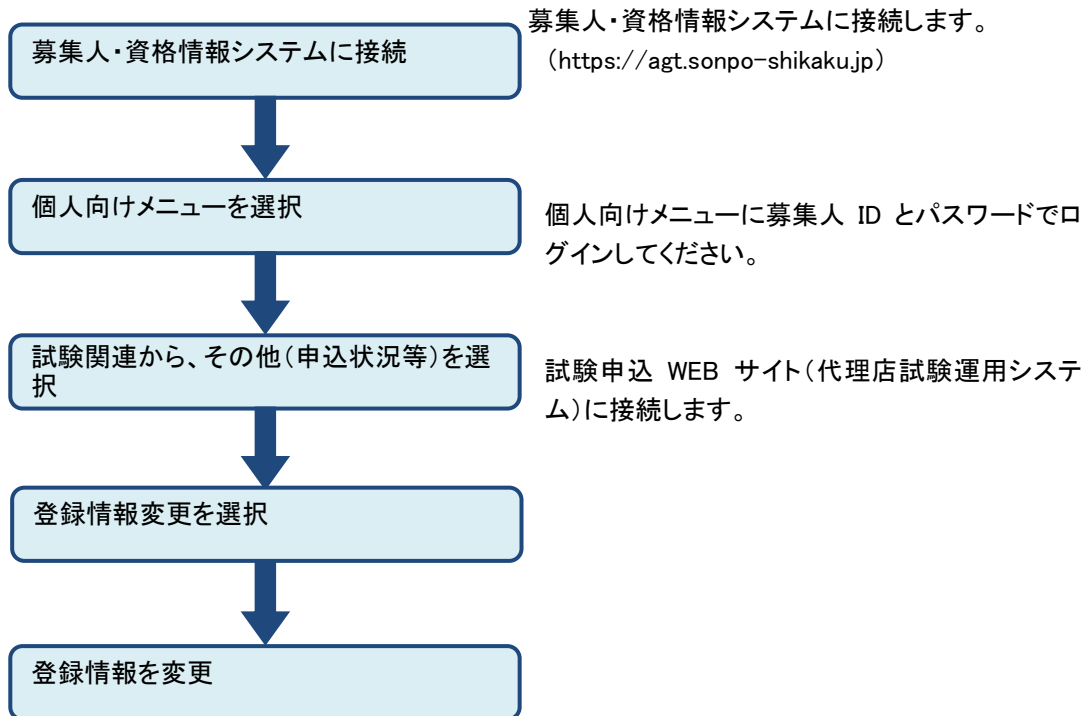 募集人・資格情報システムに接続
募集人・資格情報システムに接続します。
（https://agt.sonpo-shikaku.jp）
個人向けメニューを選択
個人向けメニューに募集人 ID とパスワードでロ
グインしてください。
試験関連から、その他（申込状況等）を選
択
試験申込 WEB サイト（代理店試験運用システ
ム）に接続します。
登録情報変更を選択
登録情報を変更